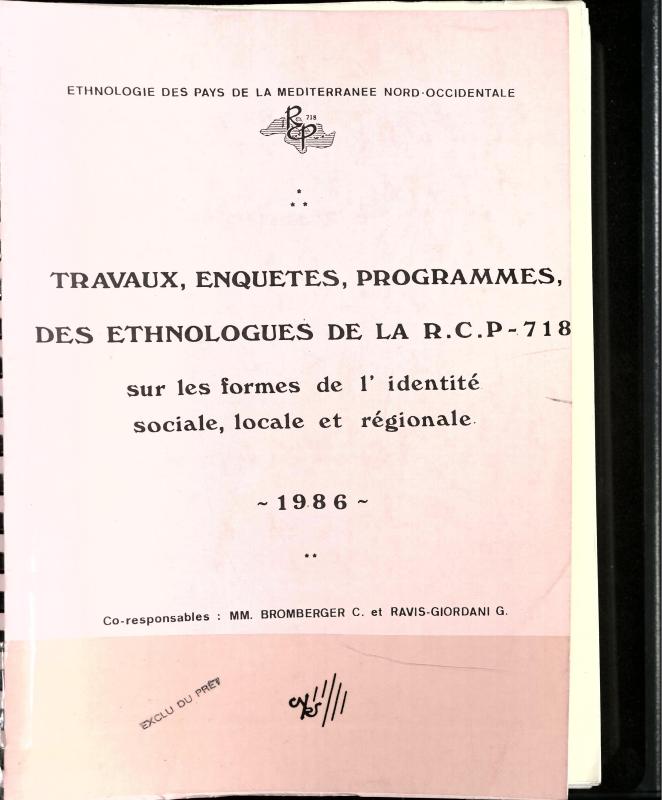 ETHNOLOGIE DES PAYS DE LA MEDITERRANEE NORD-OCCIDENTALE
RCP 718
TRAVAUX, ENQUETES, PROGRAMMES,
DES ETHNOLOGUES DE LA R.C.P-718
sur les formes de l' identité
sociale, locale et régionale.
~ 1986 ~
Co-responsables : MM. BROMBERGER C. et RAVIS-GIORDANI G.
EXCLU DU PRÊT